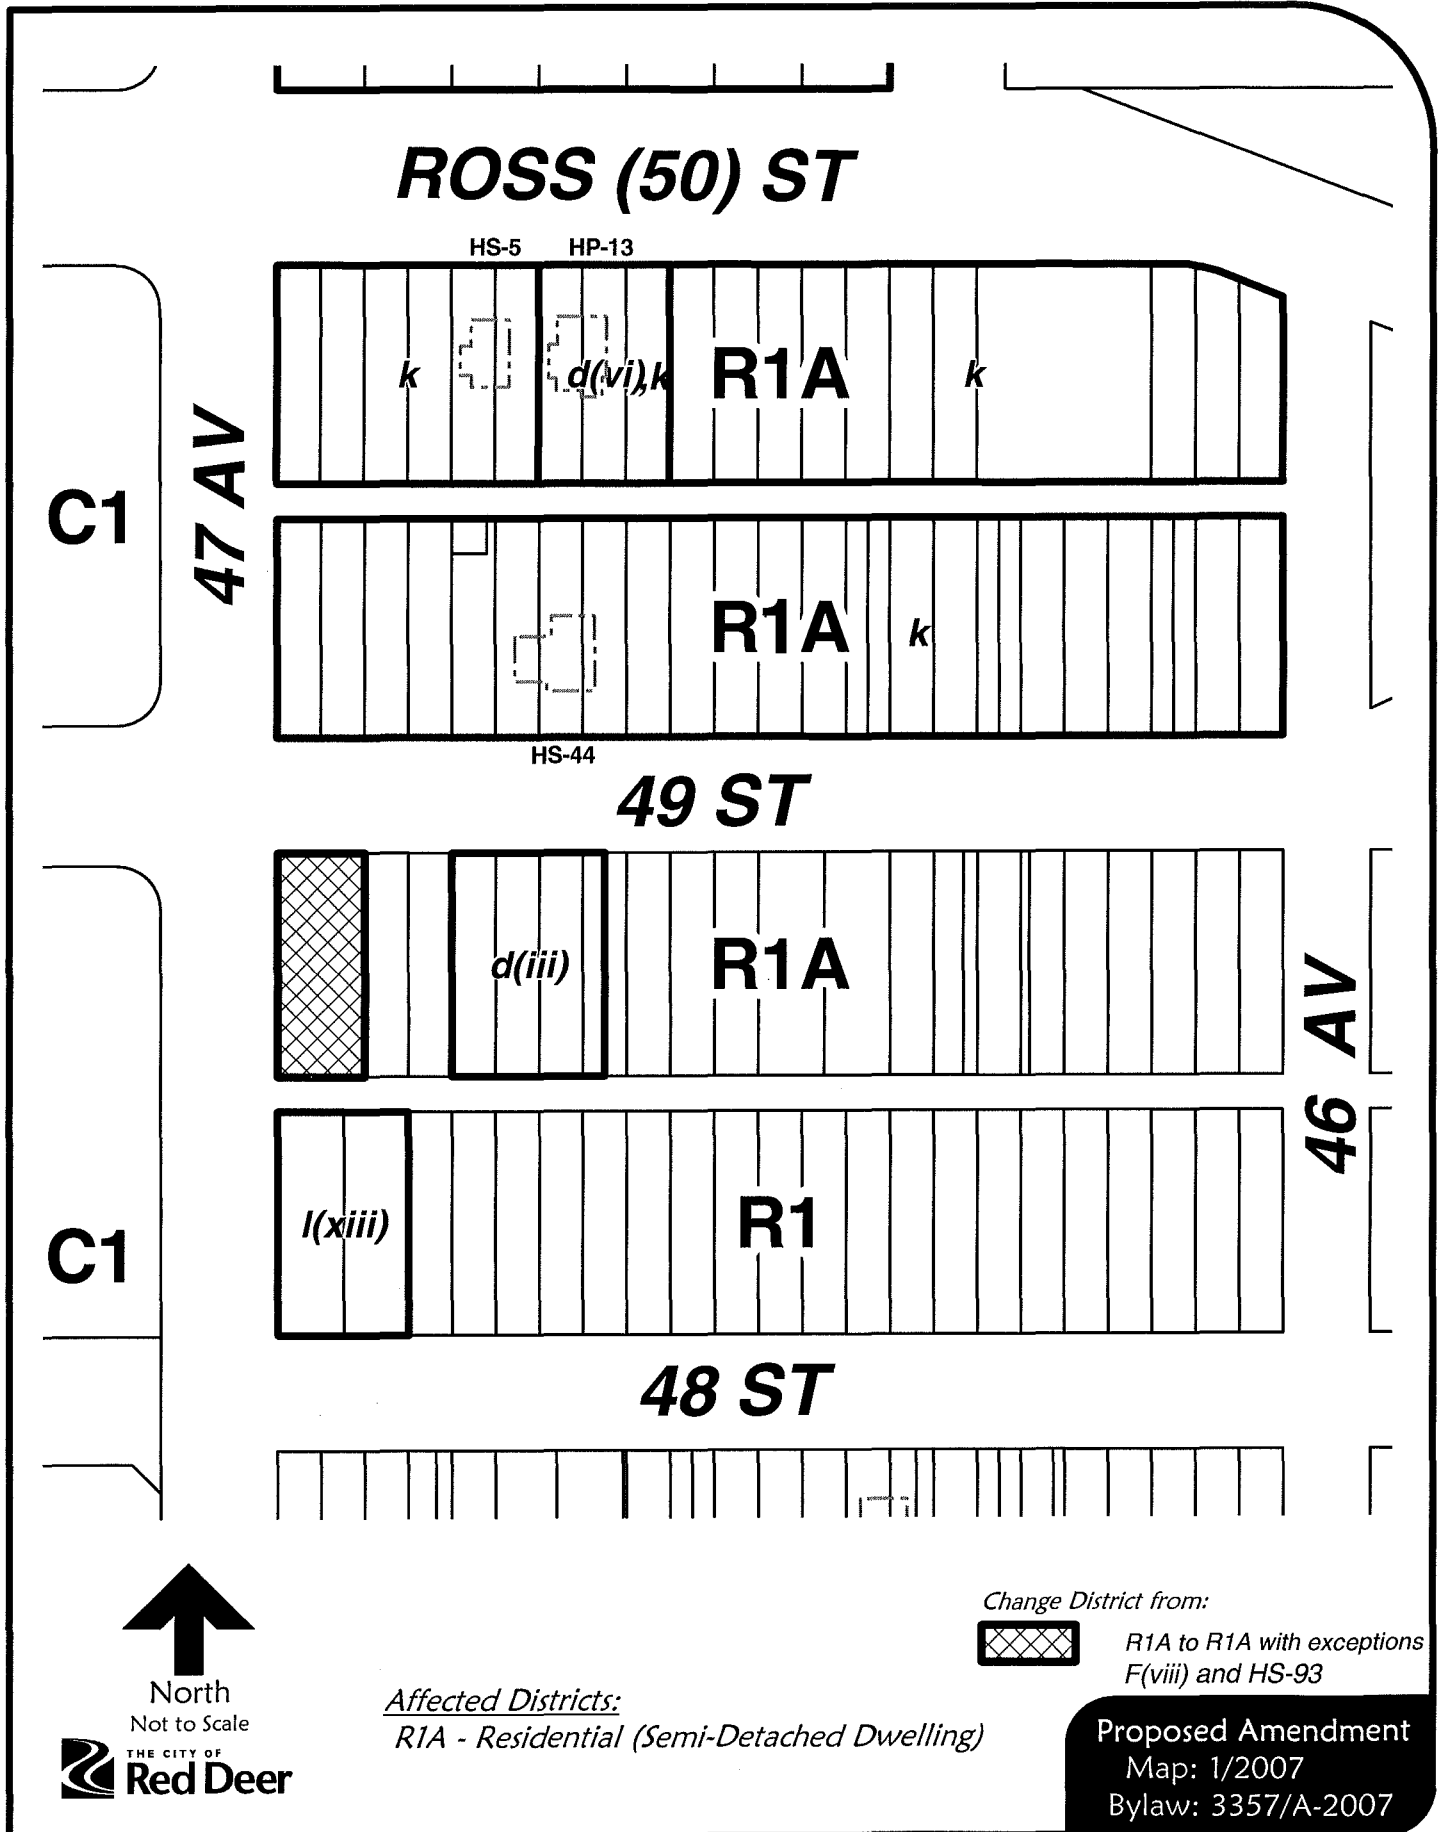 ROSS (50) ST
HS-5 HP-13
k d(vi),k R1A k
C1
47 AV
R1A k
HS-44
49 ST
d(iii) R1A
46 AV
l(xiii) R1
C1
48 ST
Change District from:
R1A to R1A with exceptions
F(viii) and HS-93
North
Not to Scale
THE CITY OF
Red Deer
Affected Districts:
R1A - Residential (Semi-Detached Dwelling)
Proposed Amendment
Map: 1/2007
Bylaw: 3357/A-2007